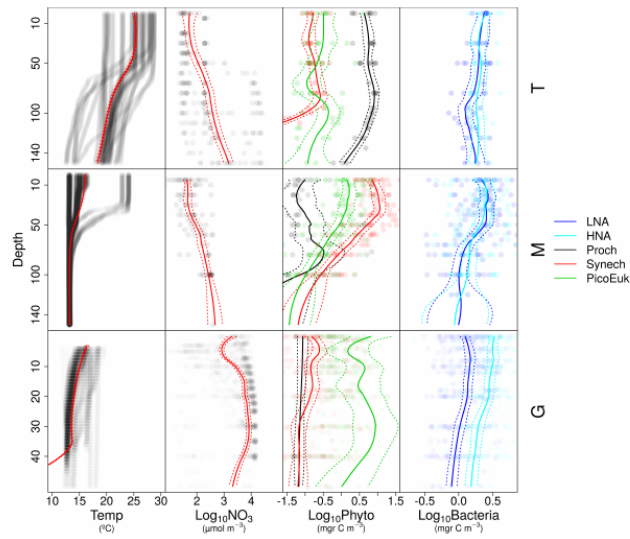 10
50
100
140
T
10
50
100
140
Depth
M
LNA
HNA
Proch
Synech
PicoEuk
10
20
30
40
G
10 15 20 25 30
2 3 4
-1.5 -0.5 0.5 1.5
-0.5 0.0 0.5 1.0
Temp
Log10NO3
Log10Phyto
Log10Bacteria
(ºC)
(μmol m⁻³)
(mgr C m⁻³)
(mgr C m⁻³)